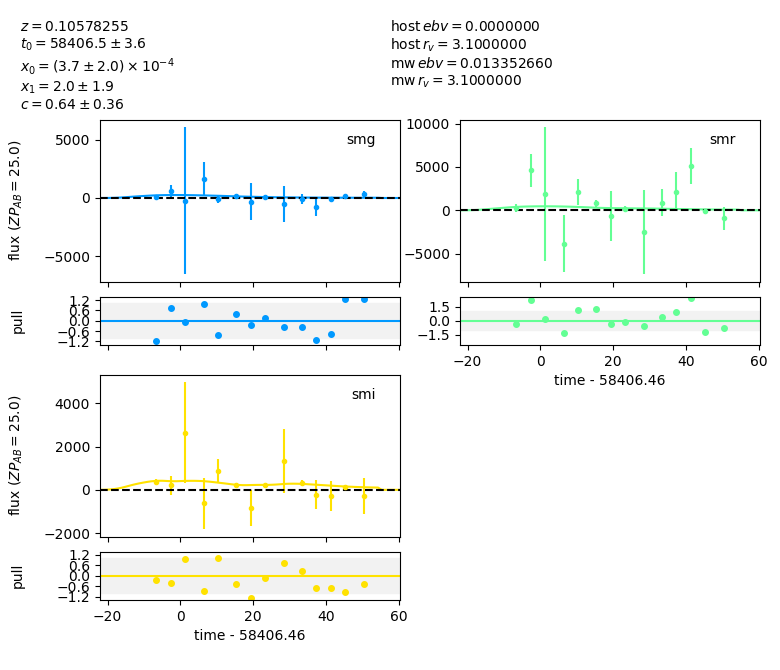 z = 0.10578255
t₀ = 58406.5 ± 3.6
x₀ = (3.7 ± 2.0) × 10⁻⁴
x₁ = 2.0 ± 1.9
c = 0.64 ± 0.36
host ebv = 0.0000000
host r_v = 3.1000000
mw ebv = 0.013352660
mw r_v = 3.1000000
smg
flux (ZP_AB = 25.0)
5000
0
−5000
smr
10000
5000
0
−5000
pull
1.2
0.6
0.0
−0.6
−1.2
1.5
0.0
−1.5
−20 0 20 40 60
time - 58406.46
smi
flux (ZP_AB = 25.0)
4000
2000
0
−2000
pull
1.2
0.6
0.0
−0.6
−1.2
−20 0 20 40 60
time - 58406.46